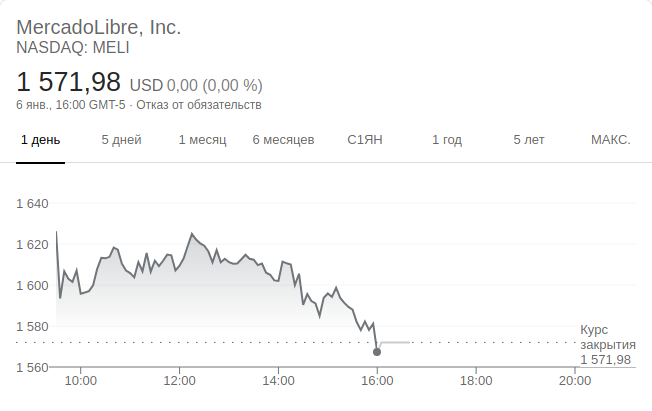 MercadoLibre, Inc.
NASDAQ: MELI
1 571,98 USD 0,00 (0,00 %)
6 янв., 16:00 GMT-5 · Отказ от обязательств
1 день 5 дней 1 месяц 6 месяцев С1ЯН 1 год 5 лет МАКС.
1 640
1 620
1 600
1 580
1 560
Курс
закрытия
1 571,98
10:00 12:00 14:00 16:00 18:00 20:00